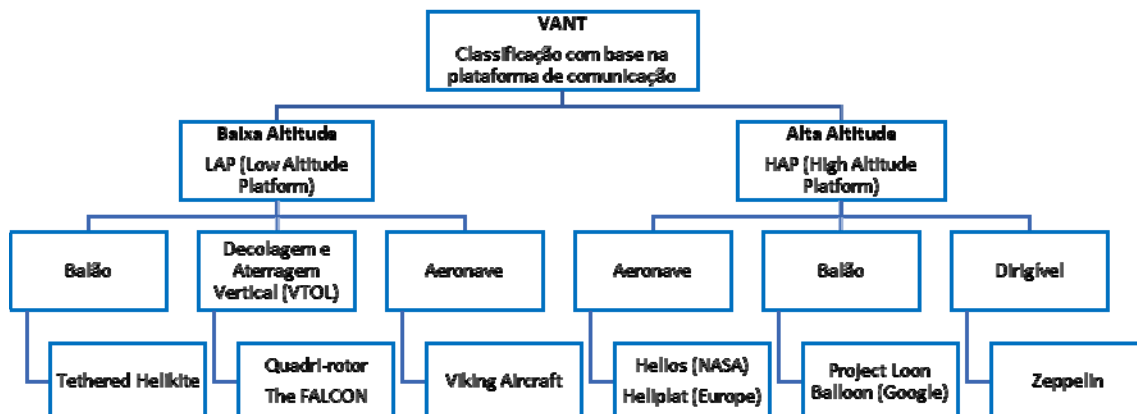 VANT
Classificação com base na
plataforma de comunicação
Baixa Altitude
LAP (Low Altitude
Platform)
Alta Altitude
HAP (High Altitude
Platform)
Balão
Decolagem e
Aterragem
Vertical (VTOL)
Aeronave
Aeronave
Balão
Dirigível
Tethered Helikite
Quadri-rotor
The FALCON
Viking Aircraft
Helios (NASA)
Heliplat (Europe)
Project Loon
Balloon (Google)
Zeppelin